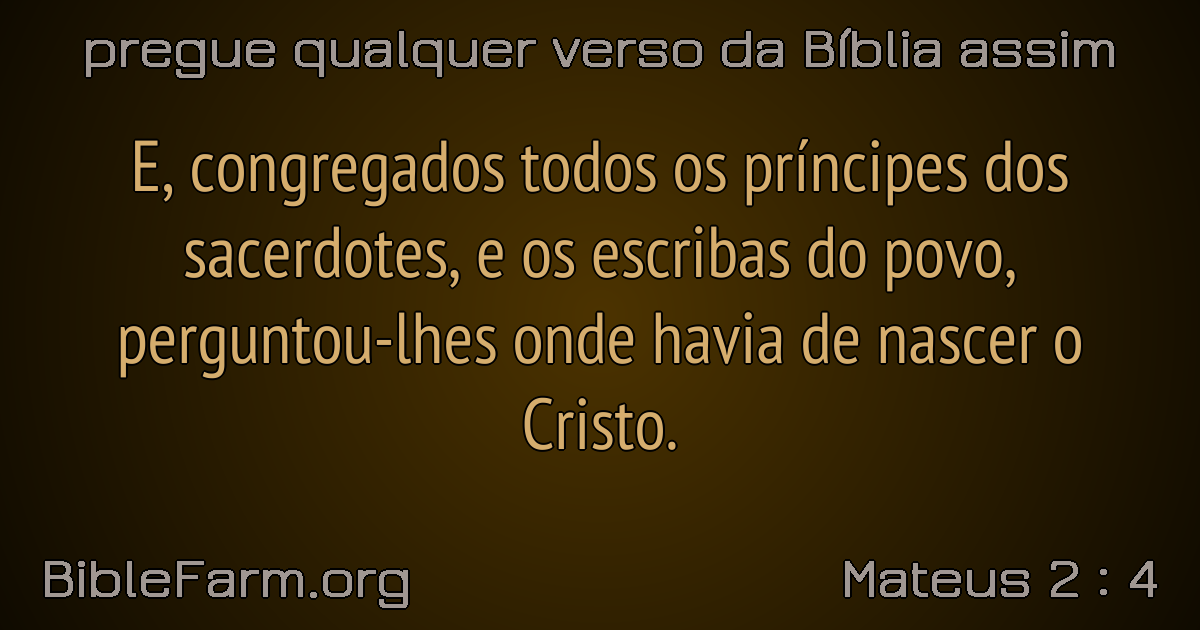 pregue qualquer verso da Bíblia assim
E, congregados todos os príncipes dos
sacerdotes, e os escribas do povo,
perguntou-lhes onde havia de nascer o
Cristo.
BibleFarm.org
Mateus 2 : 4